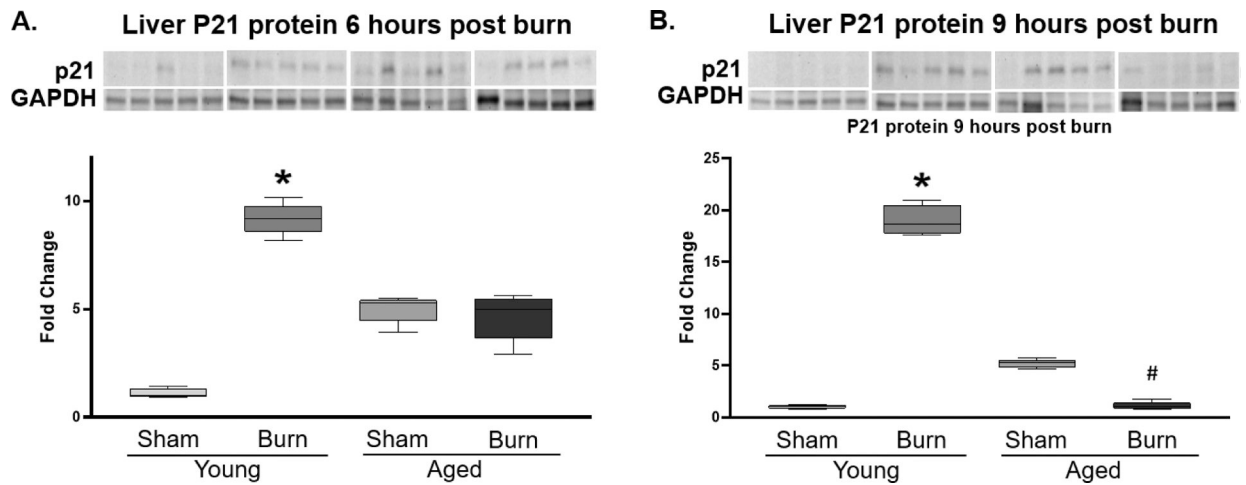 A. Liver P21 protein 6 hours post burn
p21
GAPDH
*
10
5
0
Fold Change
Sham Burn Sham Burn
Young Aged
B. Liver P21 protein 9 hours post burn
p21
GAPDH
P21 protein 9 hours post burn
25
20
15
10
5
0
*
#
Fold Change
Sham Burn Sham Burn
Young Aged